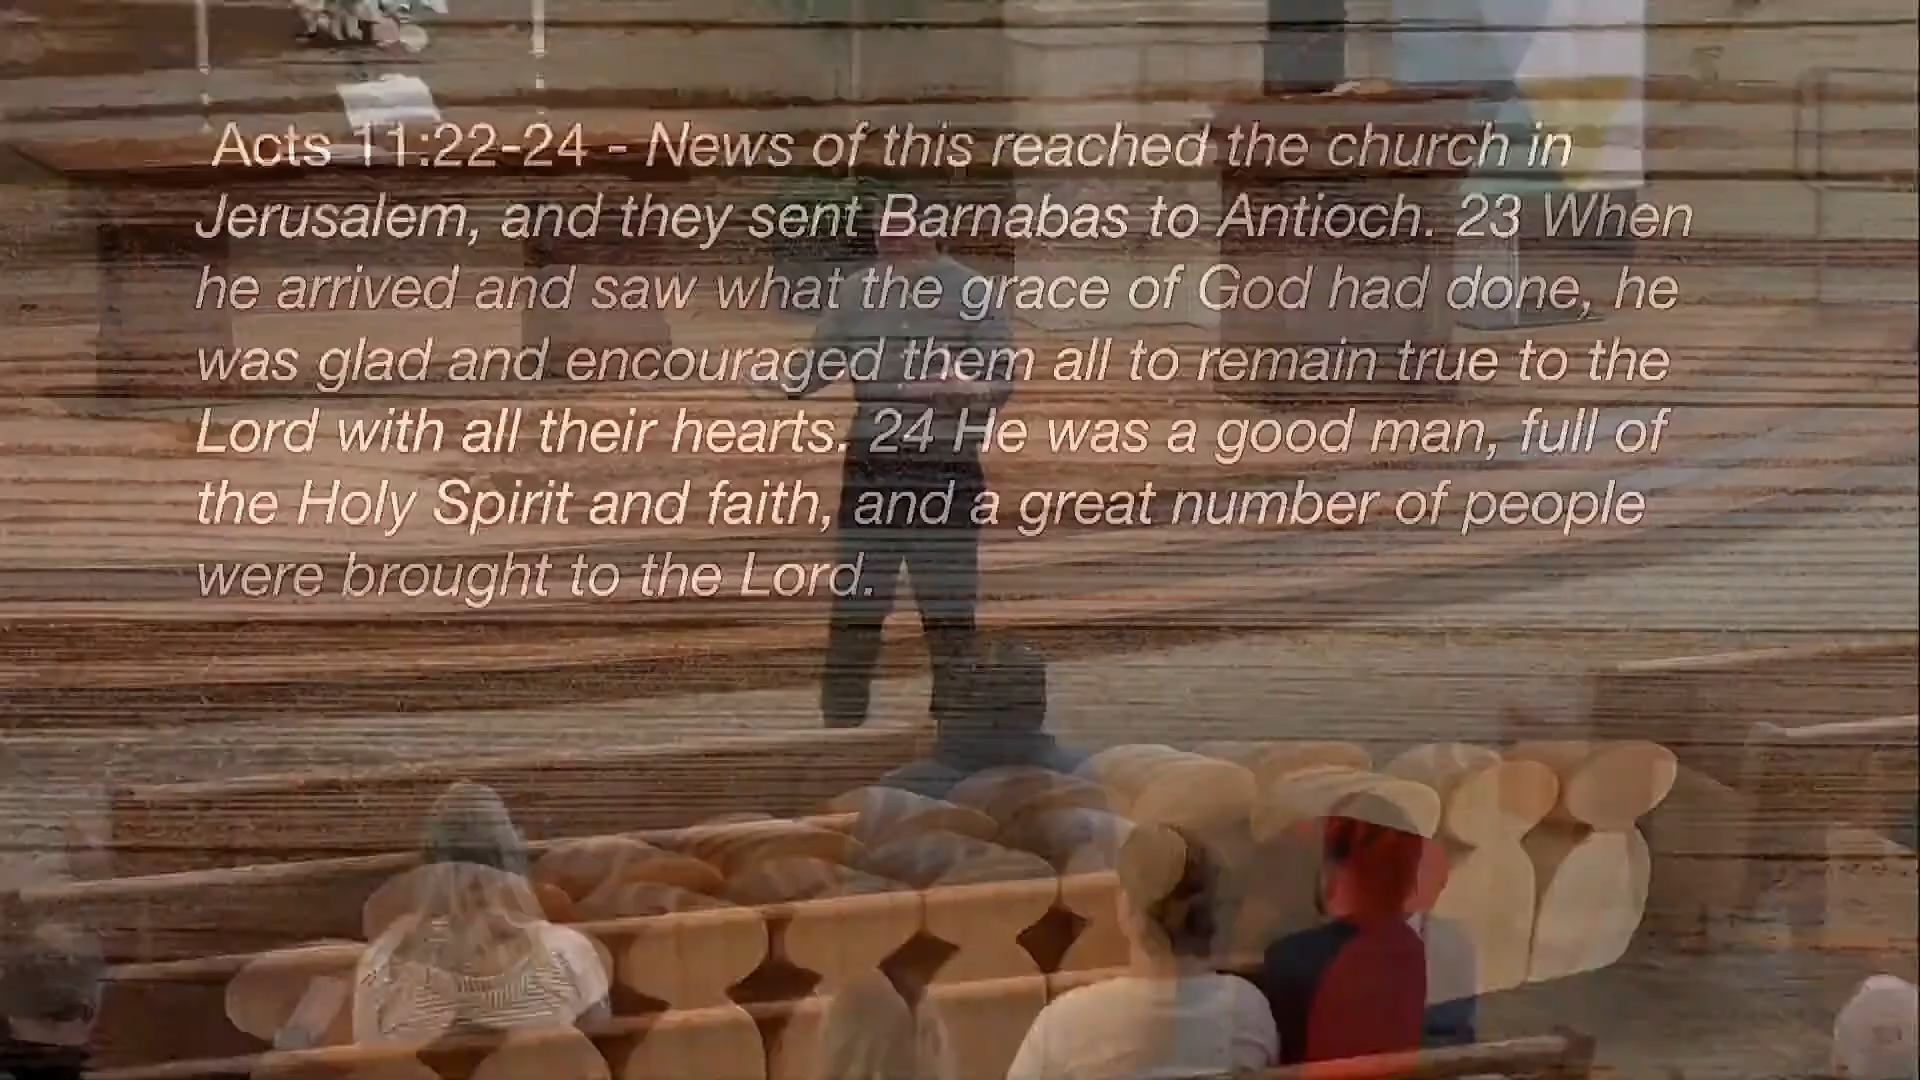 Acts 11:22-24 - News of this reached the church in
Jerusalem, and they sent Barnabas to Antioch. 23 When
he arrived and saw what the grace of God had done, he
was glad and encouraged them all to remain true to the
Lord with all their hearts. 24 He was a good man, full of
the Holy Spirit and faith, and a great number of people
were brought to the Lord.